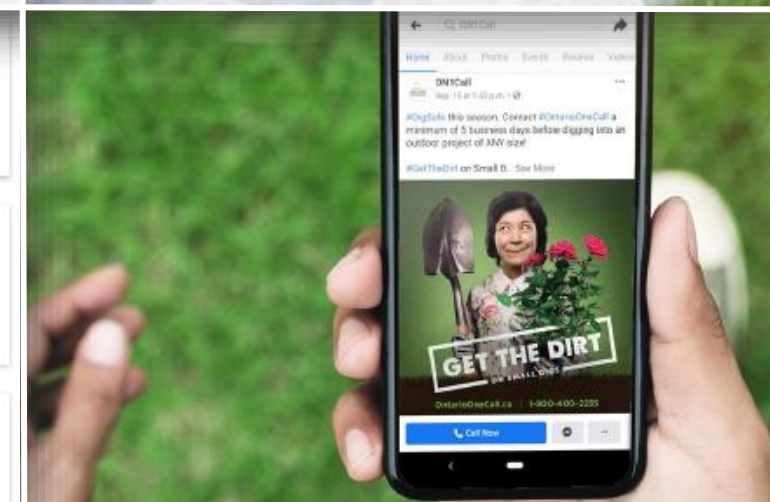 ON1Call
Home About Photos Events Reviews Videos
ON1Call
#DigSafe this season. Contact #OntarioOneCall a
minimum of 5 business days before digging into an
outdoor project of ANY size!
#GetTheDirt on Small D... See More
GET THE DIRT
ON SMALL DIGS
OntarioOneCall.ca | 1-800-400-2255
Call Now